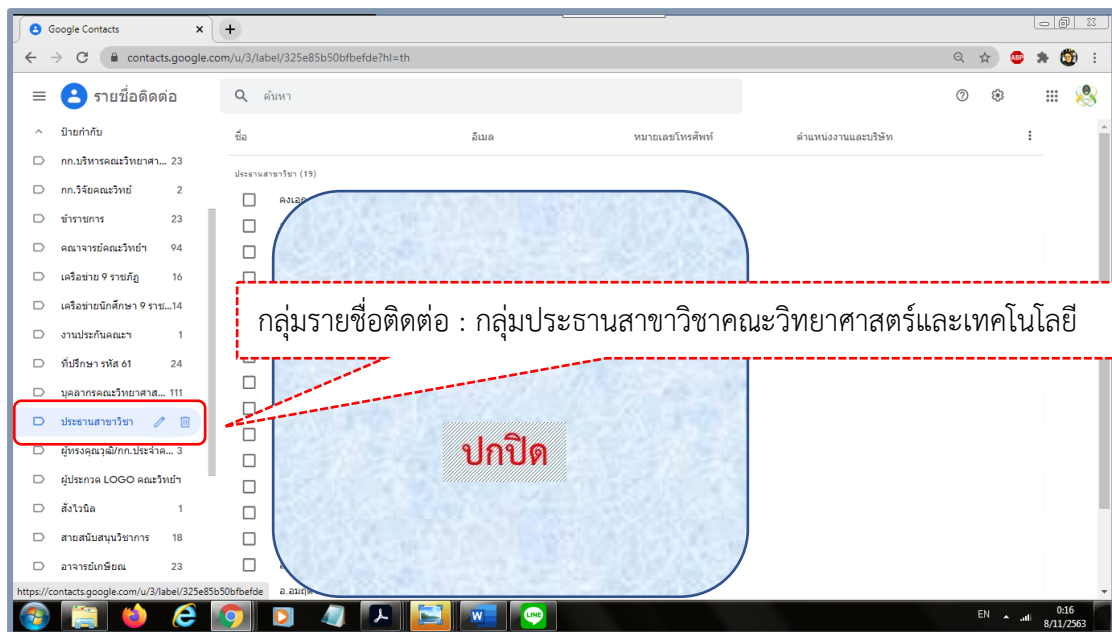 Google Contacts
contacts.google.com/u/3/label/325e85b50bfbefde?hl=th
ABP
รายชื่อติดต่อ
ค้นหา
ป้ายกำกับ
กก.บริหารคณะวิทยาศา... 23
กก.วิจัยคณะวิทย์ 2
ข้าราชการ 23
คณาจารย์คณะวิทย์ฯ 94
เครือข่าย 9 ราชภัฏ 16
เครือข่ายนักศึกษา 9 ราช...14
งานประกันคณะฯ 1
ที่ปรึกษา รหัส 61 24
บุคลากรคณะวิทยาศาส... 111
ประธานสาขาวิชา
ผู้ทรงคุณวุฒิ/กก.ประจำค... 3
ผู้ประกวด LOGO คณะวิทย์ฯ
สั่งไวนิล 1
สายสนับสนุนวิชาการ 18
อาจารย์เกษียณ 23
ชื่อ อีเมล หมายเลขโทรศัพท์ ตำแหน่งงานและบริษัท
ประธานสาขาวิชา (19)
กลุ่มรายชื่อติดต่อ : กลุ่มประธานสาขาวิชาคณะวิทยาศาสตร์และเทคโนโลยี
ปกปิด
https://contacts.google.com/u/3/label/325e85b50bfbefde
LINE
EN
0:16
8/11/2563